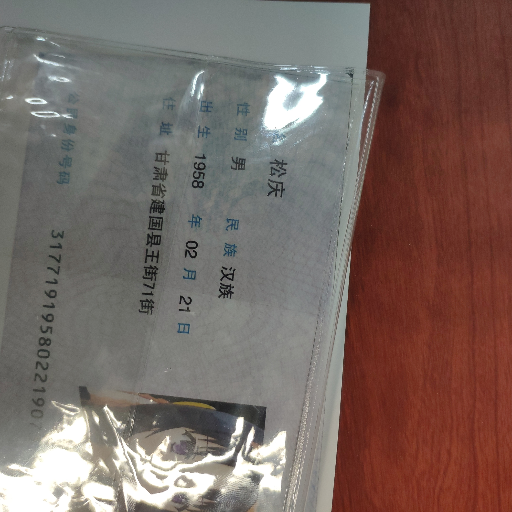 松庆
性别 男 民族 汉族
出生 1958 年 02 月 21 日
住址 甘肃省建国县王街71街
公民身份号码 31771919580221907